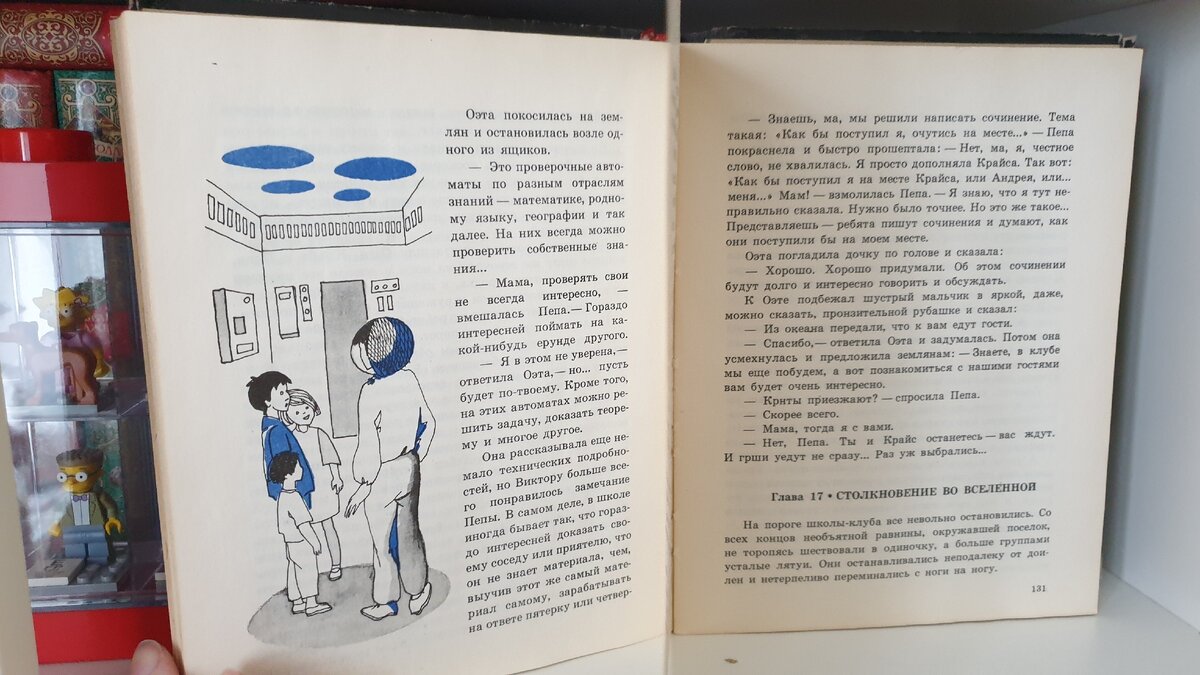 Оэта покосилась на зем-
лян и остановилась возле од-
ного из ящиков.
— Это проверочные авто-
маты по разным отраслям
знаний — математике, родно-
му языку, географии и так
далее. На них всегда можно
проверить собственные зна-
ния...
— Мама, проверять свои
не всегда интересно, —
вмешалась Пепа.— Гораздо
интересней поймать на ка-
кой-нибудь ерунде другого.
— Я в этом не уверена,—
ответила Оэта,— но... пусть
будет по-твоему. Кроме того,
на этих автоматах можно ре-
шить задачу, доказать теоре-
му и многое другое.
Она рассказывала еще не-
мало технических подробно-
стей, но Виктору больше все-
го понравилось замечание
Пепы. В самом деле, в школе
иногда бывает так, что гораз-
до интересней доказать сво-
ему соседу или приятелю, что
он не знает материала, чем,
выучив этот же самый мате-
риал самому, зарабатывать
на ответе пятерку или четвер-
— Знаешь, ма, мы решили написать сочинение. Тема
такая: «Как бы поступил я, очутись на месте...» — Пепа
покраснела и быстро прошептала: — Нет, ма, я, честное
слово, не хвалилась. Я просто дополняла Крайса. Так вот:
«Как бы поступил я на месте Крайса, или Андрея, или...
меня...» Мам! — взмолилась Пепа. — Я знаю, что я тут не-
правильно сказала. Нужно было точнее. Но это же такое...
Представляешь — ребята пишут сочинения и думают, как
они поступили бы на моем месте.
Оэта погладила дочку по голове и сказала:
— Хорошо. Хорошо придумали. Об этом сочинении
будут долго и интересно говорить и обсуждать.
К Оэте подбежал шустрый мальчик в яркой, даже,
можно сказать, пронзительной рубашке и сказал:
— Из океана передали, что к вам едут гости.
— Спасибо,— ответила Оэта и задумалась. Потом она
усмехнулась и предложила землянам: — Знаете, в клубе
мы еще побудем, а вот познакомиться с нашими гостями
вам будет очень интересно.
— Крнты приезжают? — спросила Пепа.
— Скорее всего.
— Мама, тогда я с вами.
— Нет, Пепа. Ты и Крайс останетесь — вас ждут.
И грши уедут не сразу... Раз уж выбрались...
Глава 17 • СТОЛКНОВЕНИЕ ВО ВСЕЛЕННОЙ
На пороге школы-клуба все невольно остановились. Со
всех концов необъятной равнины, окружавшей поселок,
не торопясь шествовали в одиночку, а больше группами
усталые лятуи. Они останавливались неподалеку от дои-
лен и нетерпеливо переминались с ноги на ногу.
131